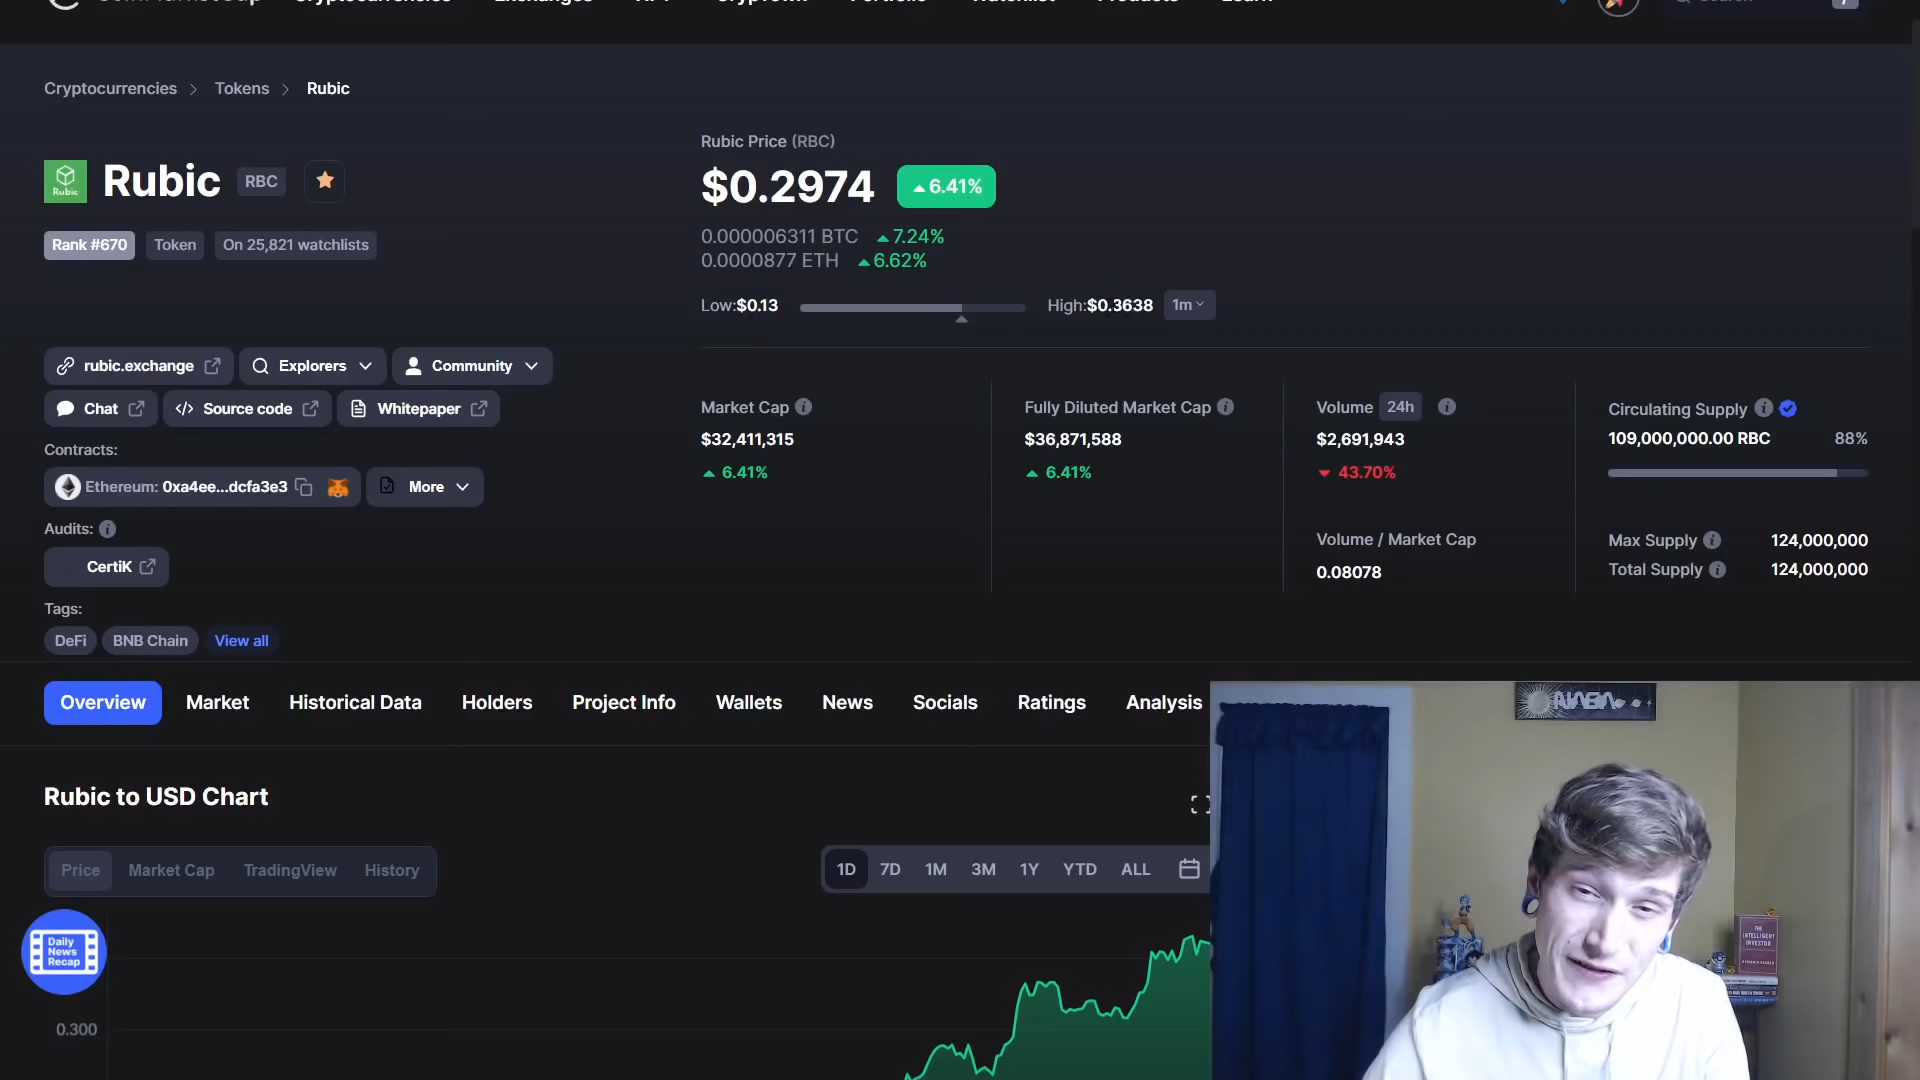 Cryptocurrencies
Tokens
Rubic
Rubic
Rubic
RBC
Rank #670
Token
On 25,821 watchlists
Rubic Price (RBC)
$0.2974
6.41%
0.000006311 BTC
7.24%
0.0000877 ETH
6.62%
Low:$0.13
High:$0.3638
1m
rubic.exchange
Explorers
Community
Chat
Source code
Whitepaper
Contracts:
Ethereum: 0xa4ee...dcfa3e3
More
Audits:
CertiK
Tags:
DeFi
BNB Chain
View all
Market Cap
$32,411,315
6.41%
Fully Diluted Market Cap
$36,871,588
6.41%
Volume 24h
$2,691,943
43.70%
Volume / Market Cap
0.08078
Circulating Supply
109,000,000.00 RBC
88%
Max Supply
124,000,000
Total Supply
124,000,000
Overview
Market
Historical Data
Holders
Project Info
Wallets
News
Socials
Ratings
Analysis
Rubic to USD Chart
Price
Market Cap
TradingView
History
1D
7D
1M
3M
1Y
YTD
ALL
Daily
News
Recap
0.300
NASA
THE
INTELLIGENT
INVESTOR